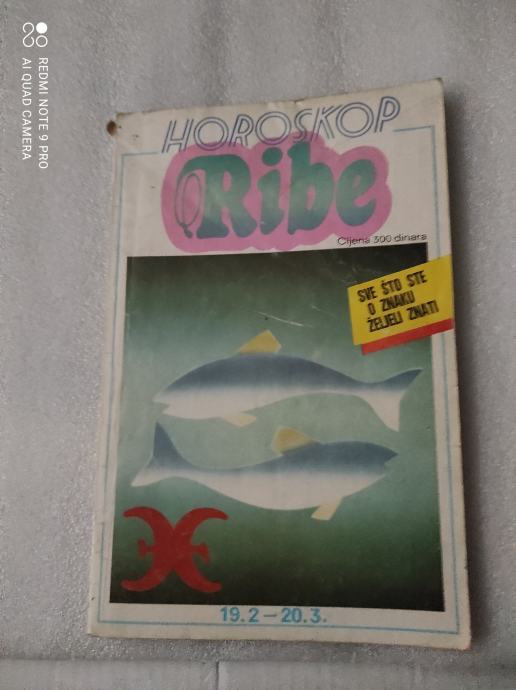 REDMI NOTE 9 PRO
AI QUAD CAMERA
HOROSKOP
Ribe
Cijena 300 dinara
SVE ŠTO STE
O ZNAKU
ŽELJELI ZNATI
19.2 – 20.3.